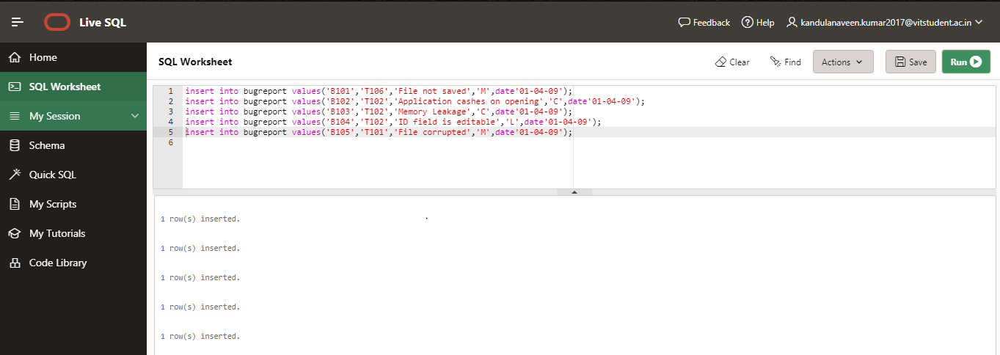 Live SQL
Feedback
Help
kandulanaveen.kumar2017@vitstudent.ac.in
Home
SQL Worksheet
My Session
Schema
Quick SQL
My Scripts
My Tutorials
Code Library
SQL Worksheet
Clear
Find
Actions
Save
Run
1 insert into bugreport values('B101','T106','File not saved','M',date'01-04-09');
2 insert into bugreport values('B102','T102','Application cashes on opening','C',date'01-04-09');
3 insert into bugreport values('B103','T102','Memory Leakage','C',date'01-04-09');
4 insert into bugreport values('B104','T102','ID field is editable','L',date'01-04-09');
5 insert into bugreport values('B105','T101','File corrupted','M',date'01-04-09');
6
1 row(s) inserted.
1 row(s) inserted.
1 row(s) inserted.
1 row(s) inserted.
1 row(s) inserted.